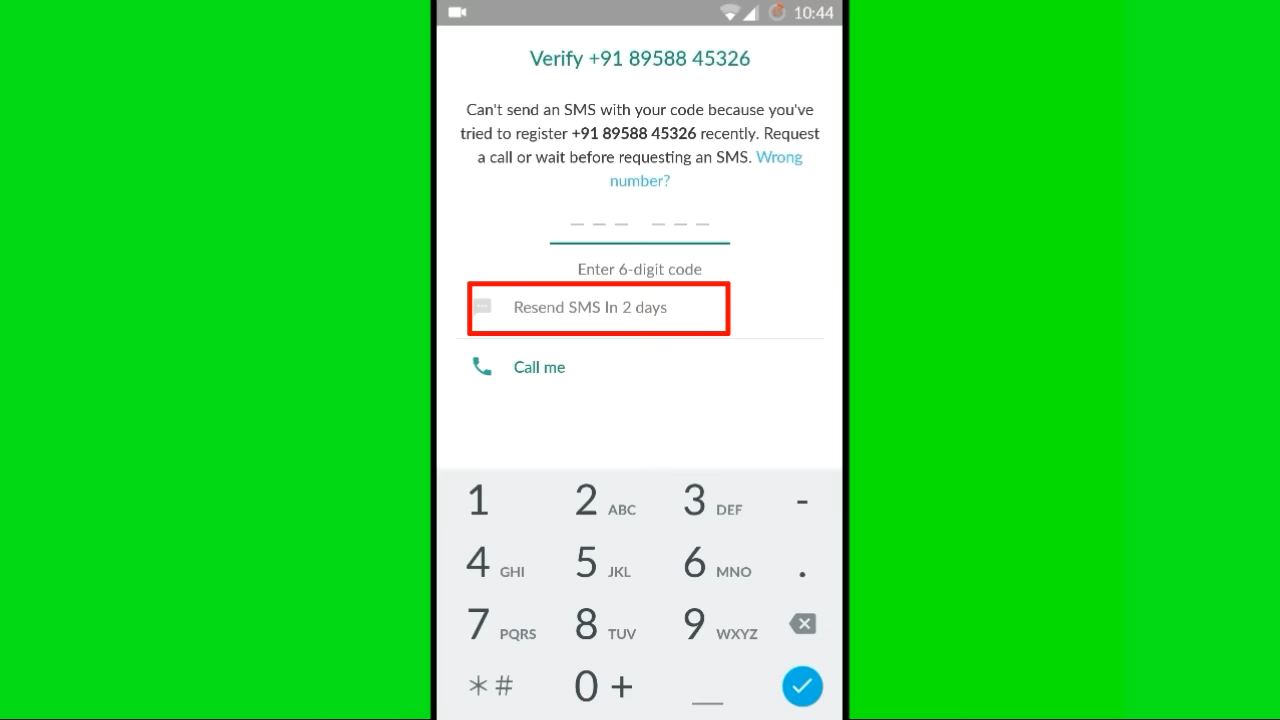 10:44
Verify +91 89588 45326
Can't send an SMS with your code because you've
tried to register +91 89588 45326 recently. Request
a call or wait before requesting an SMS. Wrong
number?
Enter 6-digit code
Resend SMS In 2 days
Call me
1 2 ABC 3 DEF -
4 GHI 5 JKL 6 MNO .
7 PQRS 8 TUV 9 WXYZ
* # 0 + _